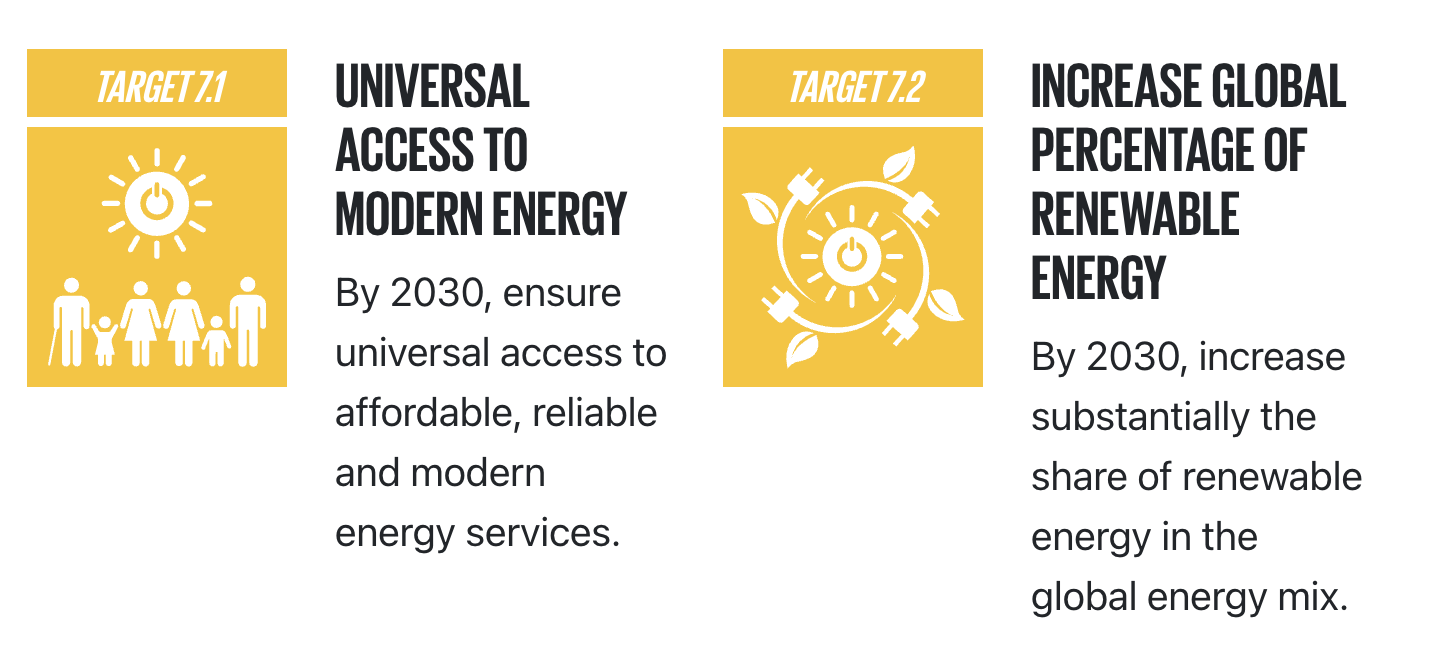 TARGET 7.1
UNIVERSAL
ACCESS TO
MODERN ENERGY
By 2030, ensure
universal access to
affordable, reliable
and modern
energy services.
TARGET 7.2
INCREASE GLOBAL
PERCENTAGE OF
RENEWABLE
ENERGY
By 2030, increase
substantially the
share of renewable
energy in the
global energy mix.